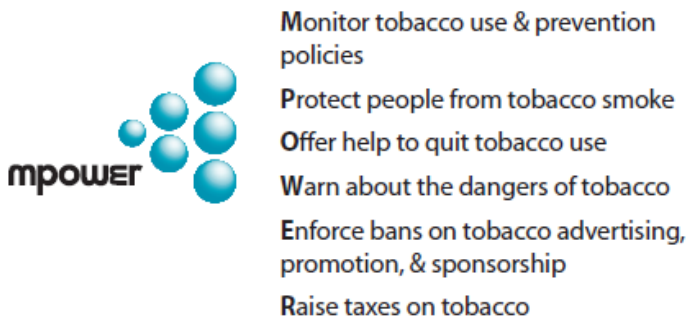 mpower
Monitor tobacco use & prevention
policies
Protect people from tobacco smoke
Offer help to quit tobacco use
Warn about the dangers of tobacco
Enforce bans on tobacco advertising,
promotion, & sponsorship
Raise taxes on tobacco